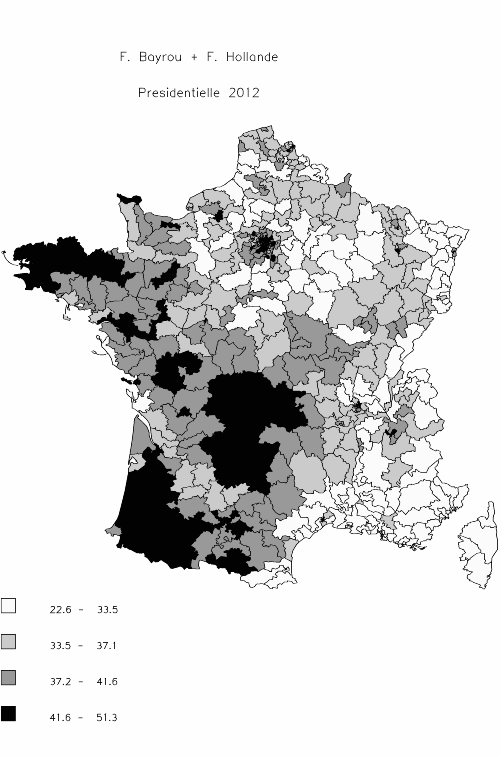 F. Bayrou + F. Hollande
Presidentielle 2012
22.6 - 33.5
33.5 - 37.1
37.2 - 41.6
41.6 - 51.3